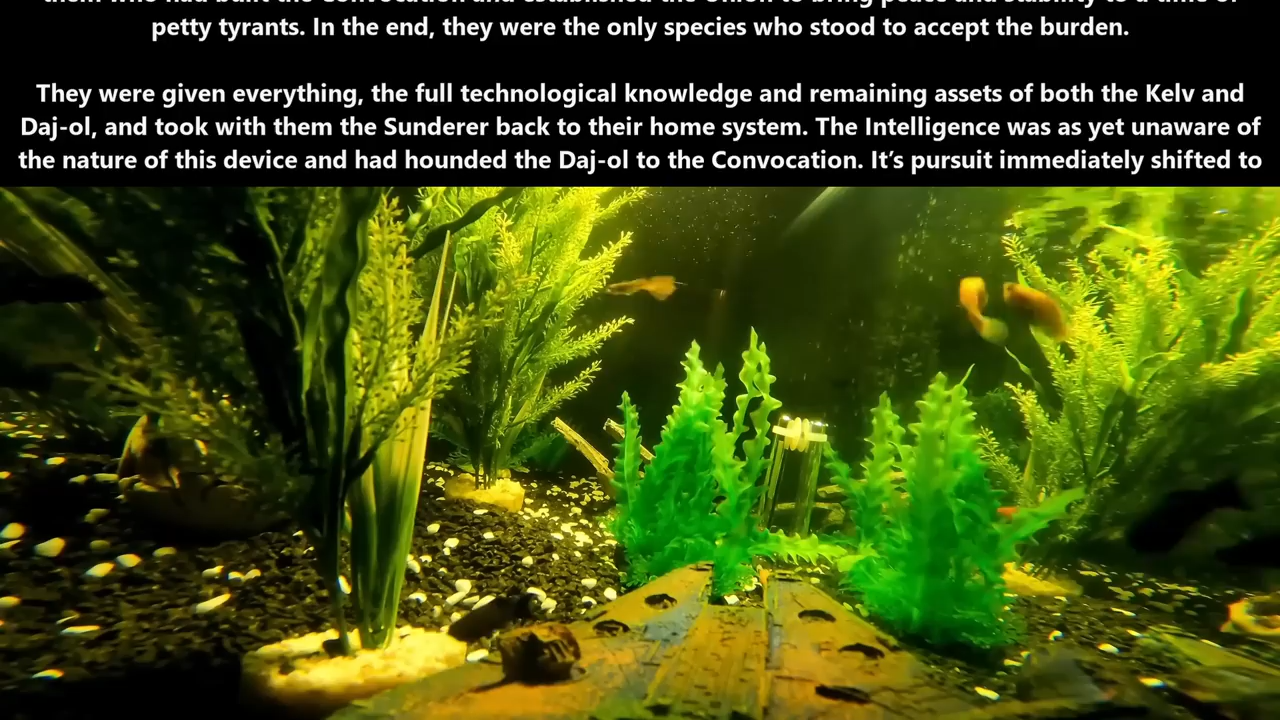 petty tyrants. In the end, they were the only species who stood to accept the burden.
They were given everything, the full technological knowledge and remaining assets of both the Kelv and
Daj-ol, and took with them the Sunderer back to their home system. The Intelligence was as yet unaware of
the nature of this device and had hounded the Daj-ol to the Convocation. It’s pursuit immediately shifted to